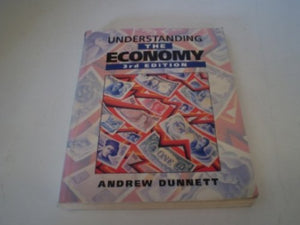 UNDERSTANDING
THE
ECONOMY
3rd EDITION
ANDREW DUNNETT